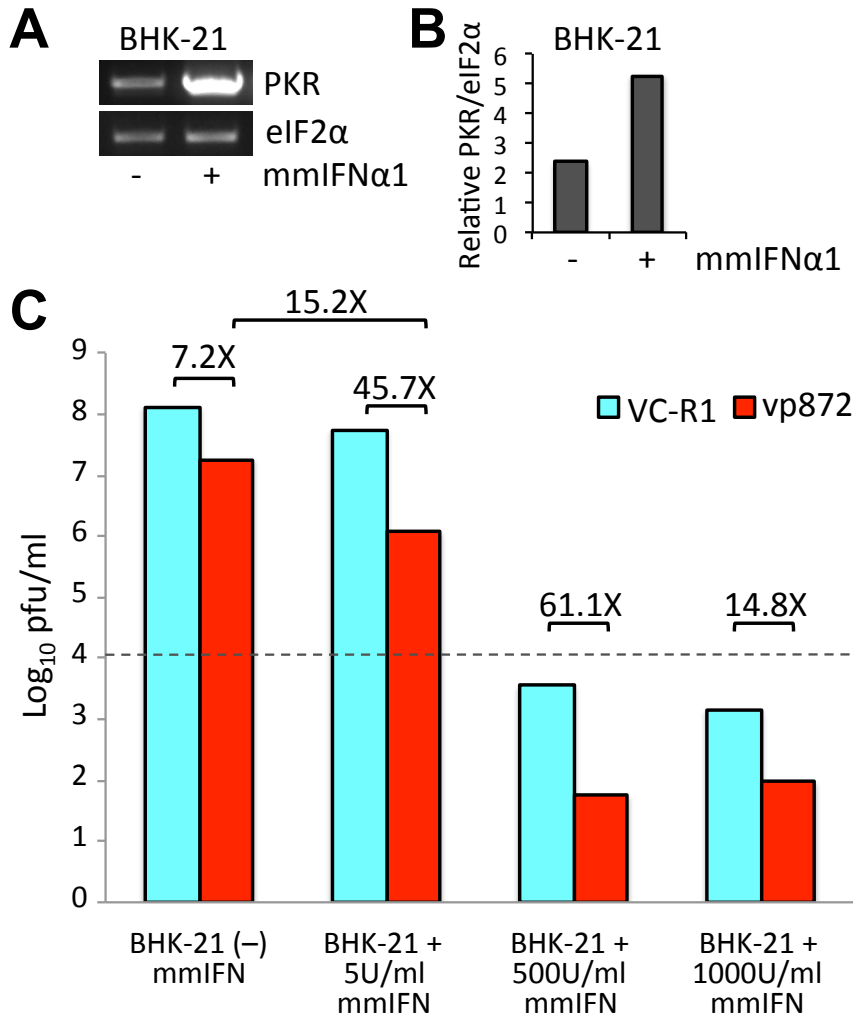 A
BHK-21
PKR
eIF2α
- + mmIFNα1
B
BHK-21
Relative PKR/eIF2α
6
5
4
3
2
1
0
- + mmIFNα1
C
15.2X
7.2X
45.7X
61.1X
14.8X
VC-R1 vp872
Log10 pfu/ml
9
8
7
6
5
4
3
2
1
0
BHK-21 (–)
mmIFN
BHK-21 +
5U/ml
mmIFN
BHK-21 +
500U/ml
mmIFN
BHK-21 +
1000U/ml
mmIFN